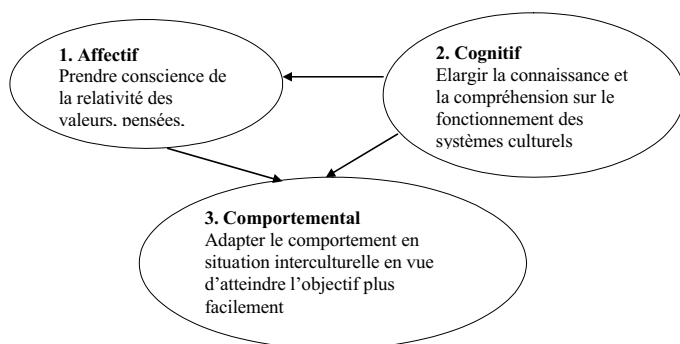 1. Affectif
Prendre conscience de
la relativité des
valeurs, pensées,
2. Cognitif
Elargir la connaissance et
la compréhension sur le
fonctionnement des
systèmes culturels
3. Comportemental
Adapter le comportement en
situation interculturelle en vue
d’atteindre l’objectif plus
facilement